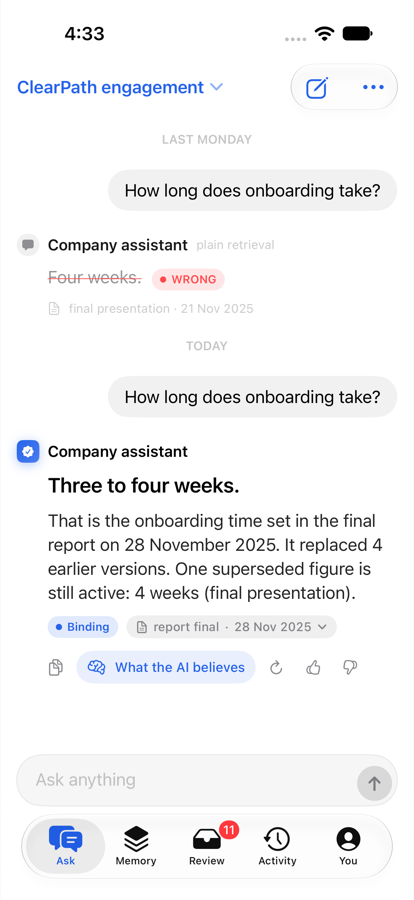 4:33
ClearPath engagement
LAST MONDAY
How long does onboarding take?
Company assistant plain retrieval
Four weeks. WRONG
final presentation · 21 Nov 2025
TODAY
How long does onboarding take?
Company assistant
Three to four weeks.
That is the onboarding time set in the final
report on 28 November 2025. It replaced 4
earlier versions. One superseded figure is
still active: 4 weeks (final presentation).
Binding report final · 28 Nov 2025
What the AI believes
Ask anything
11
Ask Memory Review Activity You